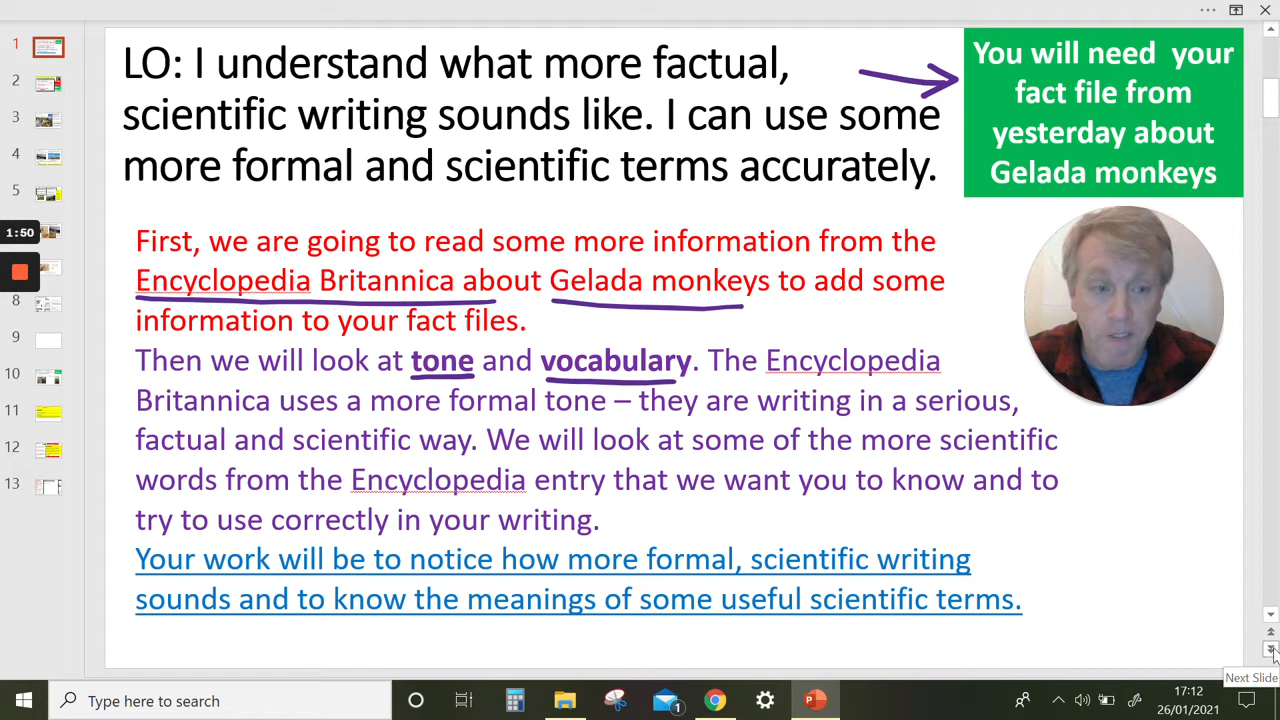 LO: I understand what more factual,
scientific writing sounds like. I can use some
more formal and scientific terms accurately.
You will need your
fact file from
yesterday about
Gelada monkeys
First, we are going to read some more information from the
Encyclopedia Britannica about Gelada monkeys to add some
information to your fact files.
Then we will look at tone and vocabulary. The Encyclopedia
Britannica uses a more formal tone – they are writing in a serious,
factual and scientific way. We will look at some of the more scientific
words from the Encyclopedia entry that we want you to know and to
try to use correctly in your writing.
Your work will be to notice how more formal, scientific writing
sounds and to know the meanings of some useful scientific terms.
1
2
3
4
5
1:50
8
9
10
11
12
13
Next Slide
Type here to search
1
17:12
26/01/2021